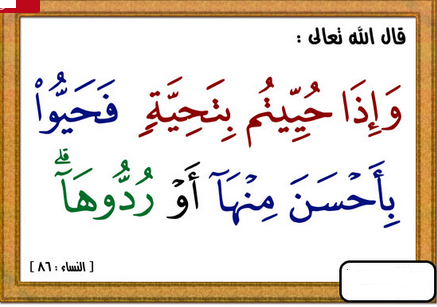 قال الله تعالى :
وَإِذَا حُيِّيتُم بِتَحِيَّةٍ فَحَيُّوا۟
بِأَحْسَنَ مِنْهَآ أَوْ رُدُّوهَآ ۗ
[ النساء : ٨٦ ]